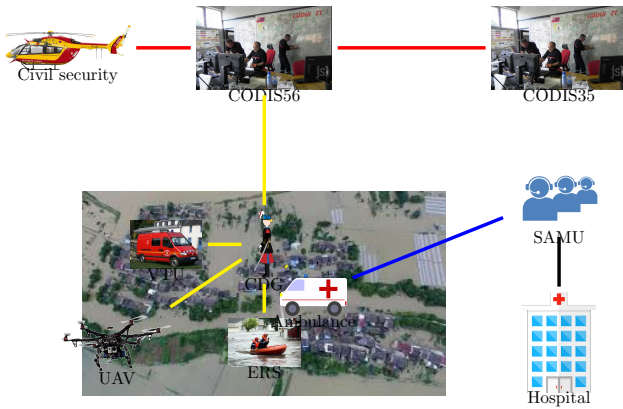 Civil security
CODIS56
CODIS35
SAMU
VTU
CDG
Ambulance
UAV
ERS
Hospital